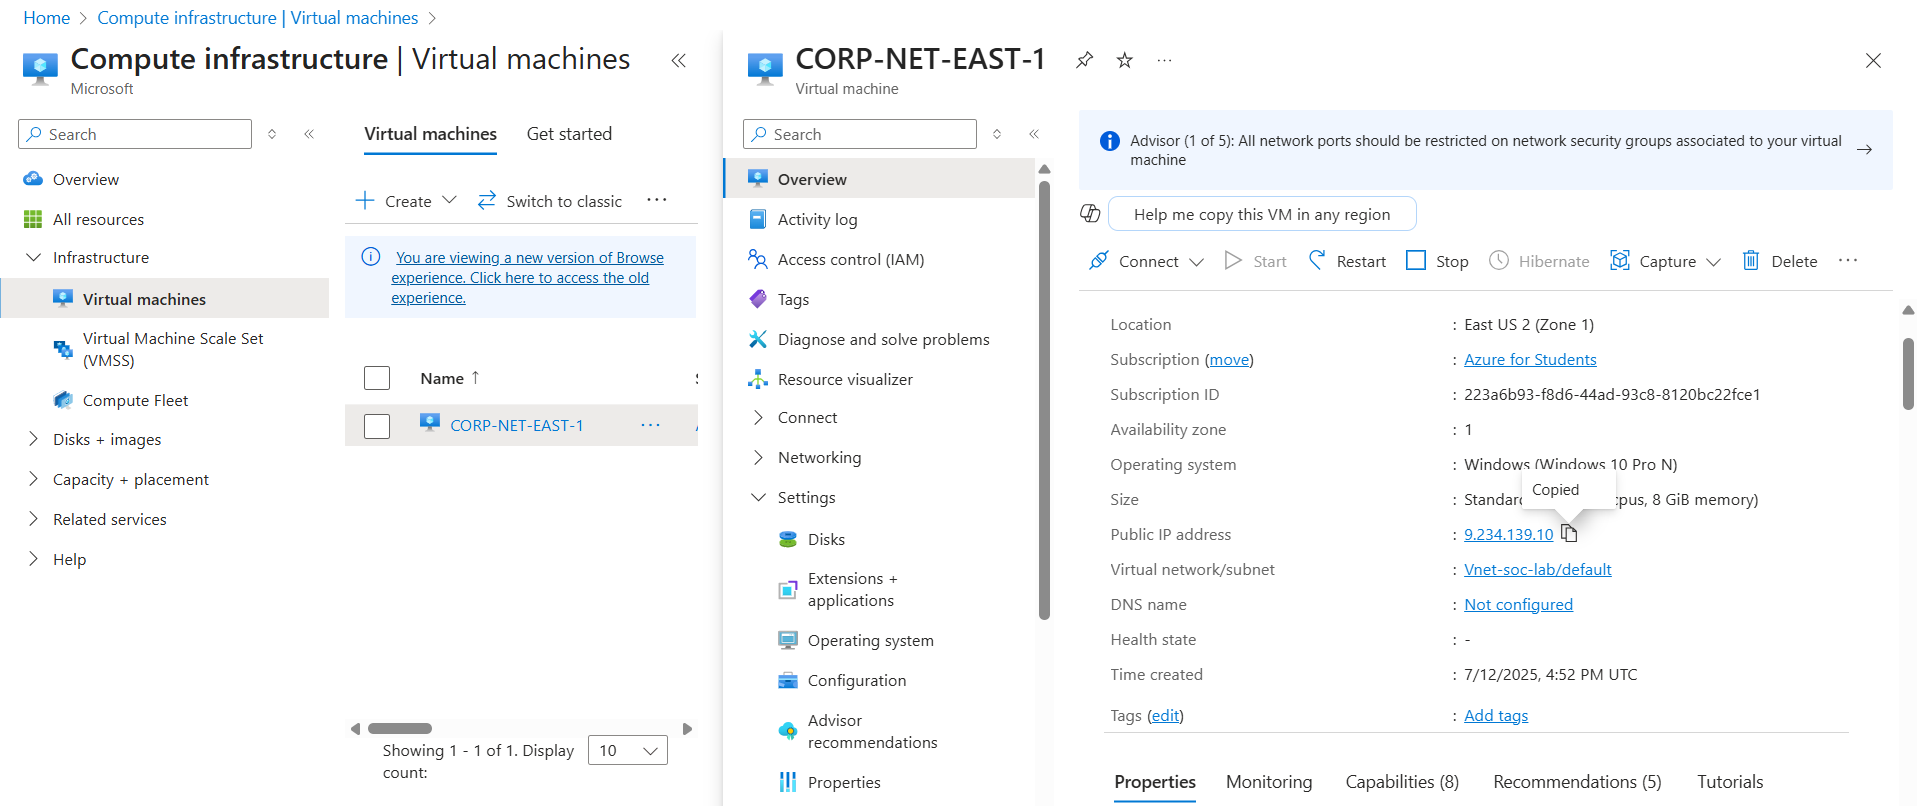 Home > Compute infrastructure | Virtual machines >
Compute infrastructure | Virtual machines
Microsoft
Search
Overview
All resources
Infrastructure
Virtual machines
Virtual Machine Scale Set
(VMSS)
Compute Fleet
Disks + images
Capacity + placement
Related services
Help
Virtual machines
Get started
Create
Switch to classic
You are viewing a new version of Browse
experience. Click here to access the old
experience.
Name ↑
CORP-NET-EAST-1
Showing 1 - 1 of 1. Display
count:
10
CORP-NET-EAST-1
Virtual machine
Search
Overview
Activity log
Access control (IAM)
Tags
Diagnose and solve problems
Resource visualizer
Connect
Networking
Settings
Disks
Extensions +
applications
Operating system
Configuration
Advisor
recommendations
Properties
Advisor (1 of 5): All network ports should be restricted on network security groups associated to your virtual
machine
Help me copy this VM in any region
Connect
Start
Restart
Stop
Hibernate
Capture
Delete
Location : East US 2 (Zone 1)
Subscription (move) : Azure for Students
Subscription ID : 223a6b93-f8d6-44ad-93c8-8120bc22fce1
Availability zone : 1
Operating system : Windows (Windows 10 Pro N)
Copied
Size : Standard cpus, 8 GiB memory)
Public IP address : 9.234.139.10
Virtual network/subnet : Vnet-soc-lab/default
DNS name : Not configured
Health state : -
Time created : 7/12/2025, 4:52 PM UTC
Tags (edit) : Add tags
Properties
Monitoring
Capabilities (8)
Recommendations (5)
Tutorials